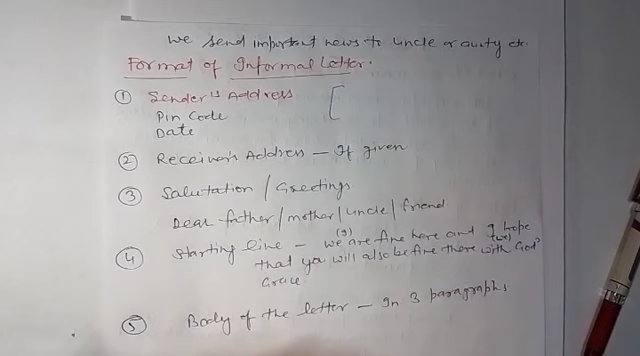 We send important news to uncle or aunty etc.
Format of Informal Letter.
① Sender's Address
Pin Code
Date
② Receiver's Address – If given
③ Salutation / Greetings
Dear father / mother / uncle / friend
④ Starting line – we are fine here and I hope
(I) (we)
that you will also be fine there with God's
Grace
⑤ Body of the letter – In 3 paragraphs